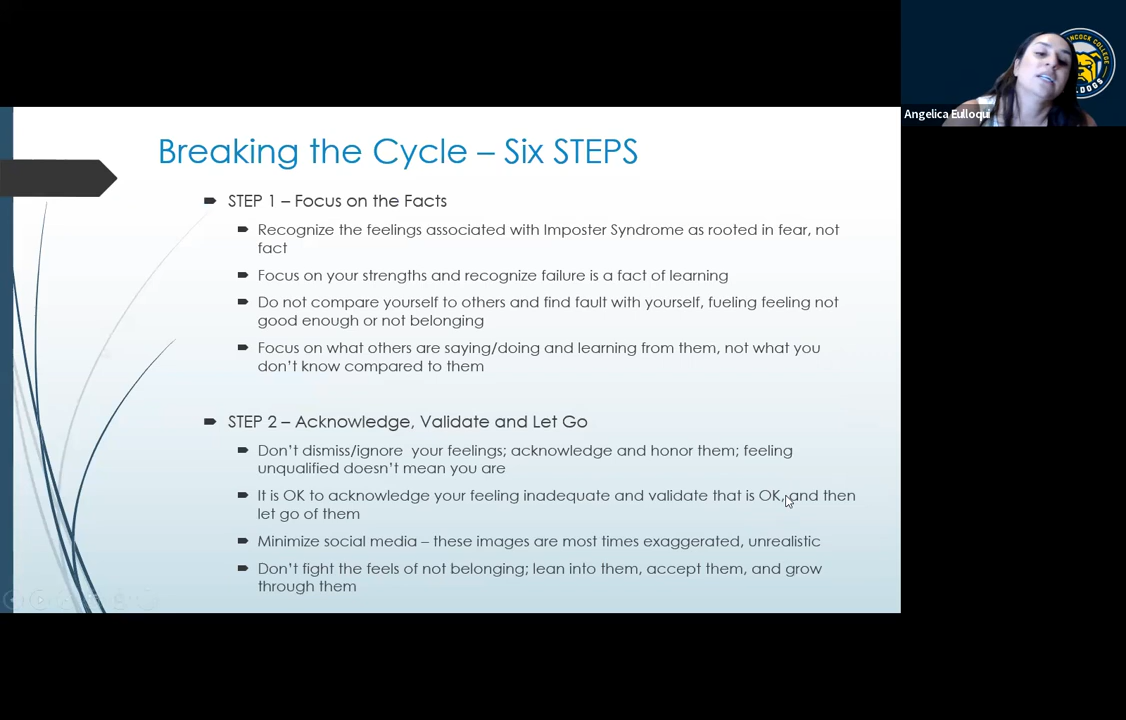 ANCOCK COLLEGE
LLDOGS
Angelica Eulloqui
Breaking the Cycle – Six STEPS
STEP 1 – Focus on the Facts
Recognize the feelings associated with Imposter Syndrome as rooted in fear, not
fact
Focus on your strengths and recognize failure is a fact of learning
Do not compare yourself to others and find fault with yourself, fueling feeling not
good enough or not belonging
Focus on what others are saying/doing and learning from them, not what you
don't know compared to them
STEP 2 – Acknowledge, Validate and Let Go
Don't dismiss/ignore your feelings; acknowledge and honor them; feeling
unqualified doesn't mean you are
It is OK to acknowledge your feeling inadequate and validate that is OK, and then
let go of them
Minimize social media – these images are most times exaggerated, unrealistic
Don't fight the feels of not belonging; lean into them, accept them, and grow
through them